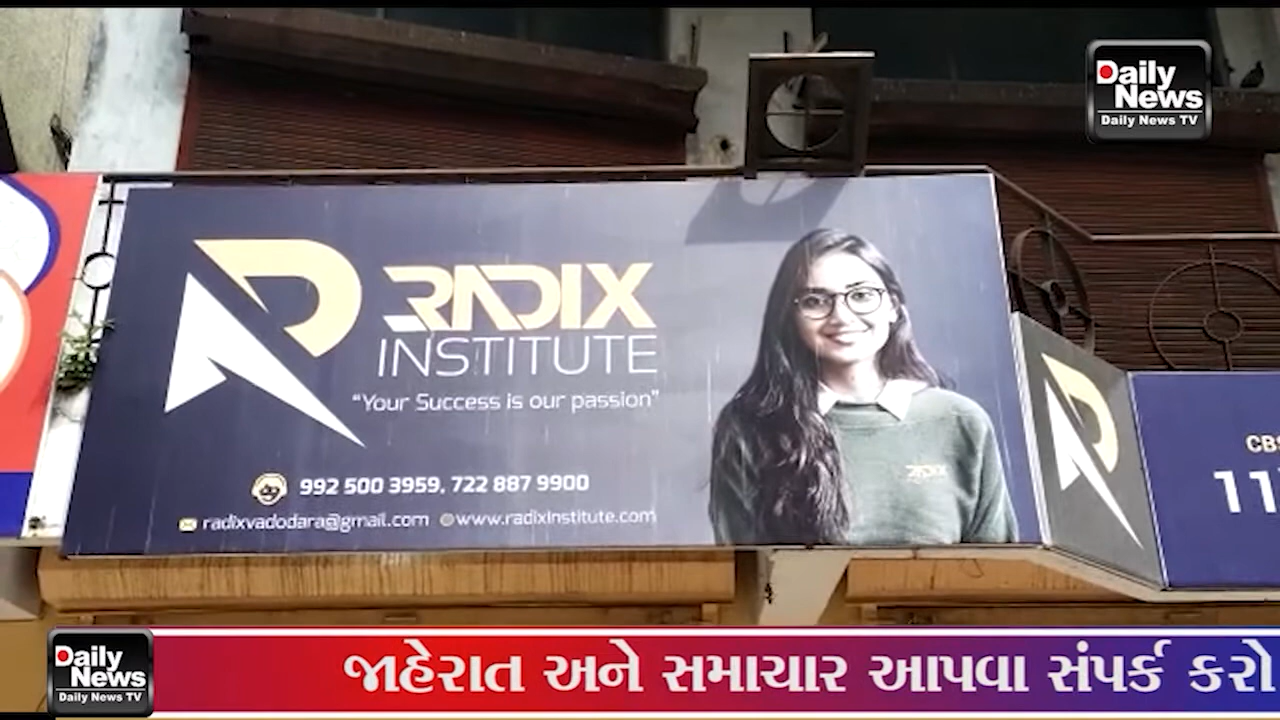 Daily
News
Daily News TV
RADIX
INSTITUTE
“Your Success is our passion”
992 500 3959, 722 887 9900
radixvadodara@gmail.com www.radixinstitute.com
RADIX
11
Daily
News
Daily News TV
જાહેરાત અને સમાચાર આપવા સંપર્ક કરો